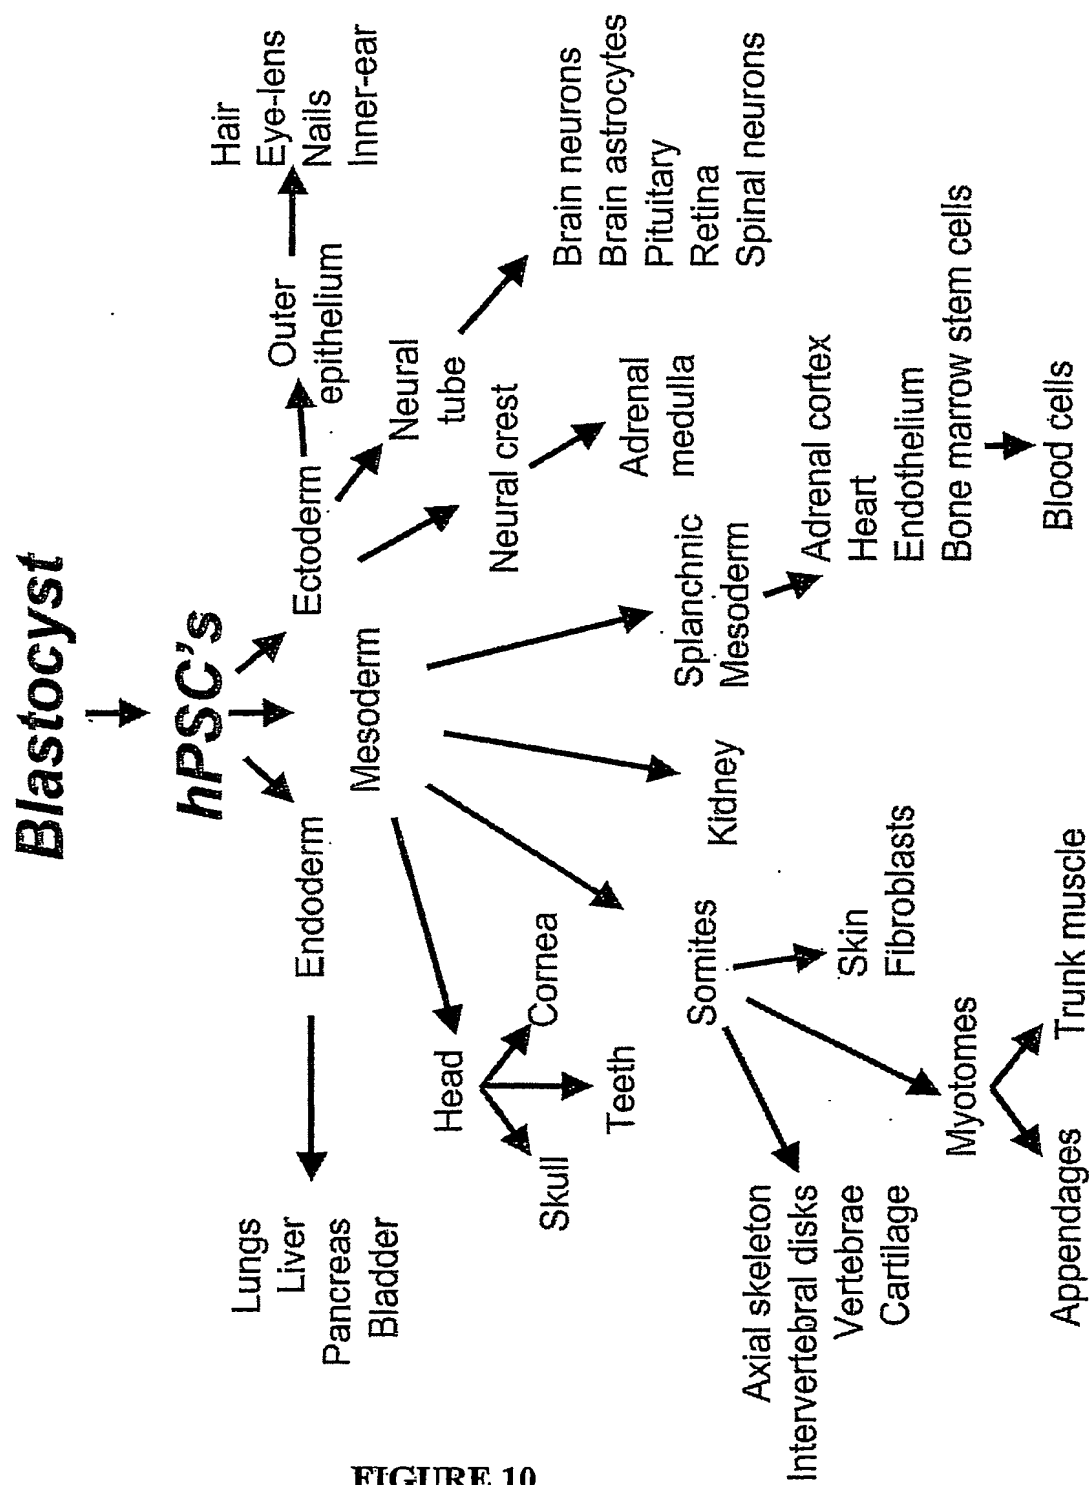 Blastocyst
hPSC's
Endoderm
Mesoderm
Ectoderm
Lungs
Liver
Pancreas
Bladder
Outer
epithelium
Hair
Eye-lens
Nails
Inner-ear
Neural
tube
Brain neurons
Brain astrocytes
Pituitary
Retina
Spinal neurons
Neural crest
Adrenal
medulla
Head
Skull
Teeth
Cornea
Somites
Axial skeleton
Intervertebral disks
Vertebrae
Cartilage
Myotomes
Appendages
Trunk muscle
Skin
Fibroblasts
Kidney
Splanchnic
Mesoderm
Adrenal cortex
Heart
Endothelium
Bone marrow stem cells
Blood cells
FIGURE 10